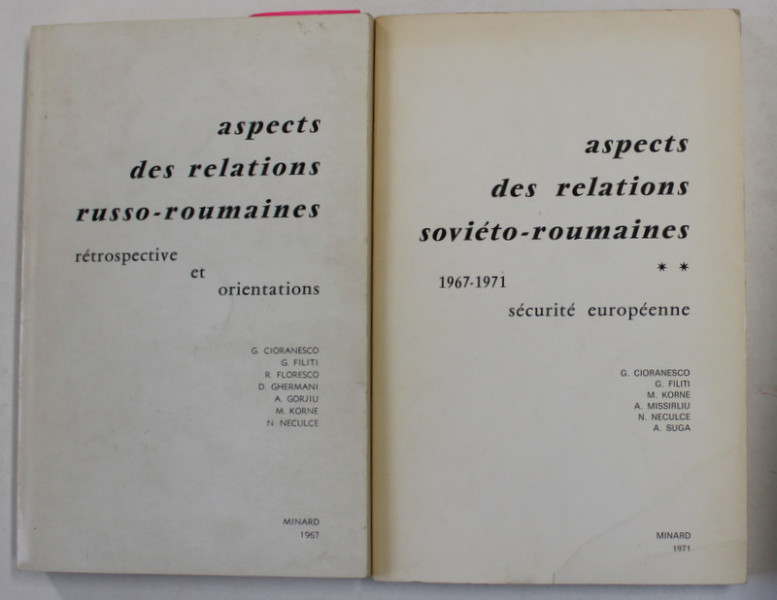 aspects
des relations
russo-roumaines
rétrospective
et
orientations
G. CIORANESCO
G. FILITI
R. FLORESCO
D. GHERMANI
A. GORJIU
M. KORNE
N NECULCE
MINARD
1967
aspects
des relations
soviéto-roumaines
* *
1967-1971
sécurité européenne
G. CIORANESCO
G. FILITI
M. KORNE
A. MISSIRLIU
N. NECULCE
A. SUGA
MINARD
1971